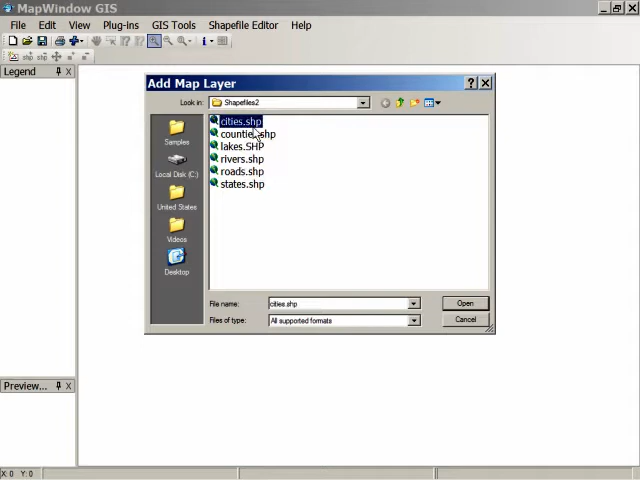 MapWindow GIS
File Edit View Plug-ins GIS Tools Shapefile Editor Help
Legend
Add Map Layer
Look in: Shapefiles2
cities.shp
counties.shp
lakes.SHP
rivers.shp
roads.shp
states.shp
Samples
Local Disk (C:)
United States
Videos
Desktop
File name: cities.shp Open
Files of type: All supported formats Cancel
Preview...
X: 0 Y: 0